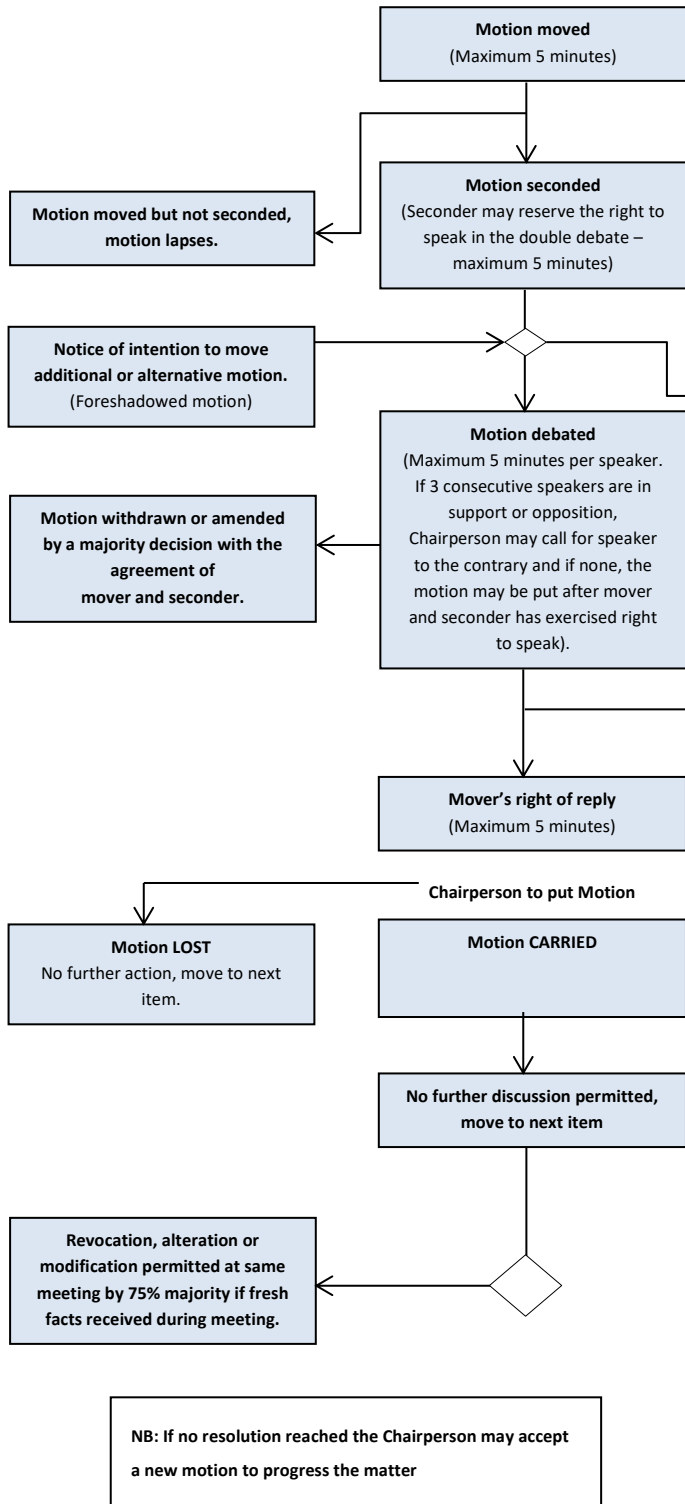 Motion moved
(Maximum 5 minutes)
Motion seconded
(Seconder may reserve the right to
speak in the double debate –
maximum 5 minutes)
Motion moved but not seconded,
motion lapses.
Notice of intention to move
additional or alternative motion.
(Foreshadowed motion)
Motion debated
(Maximum 5 minutes per speaker.
If 3 consecutive speakers are in
support or opposition,
Chairperson may call for speaker
to the contrary and if none, the
motion may be put after mover
and seconder has exercised right
to speak).
Motion withdrawn or amended
by a majority decision with the
agreement of
mover and seconder.
Mover’s right of reply
(Maximum 5 minutes)
Chairperson to put Motion
Motion LOST
No further action, move to next
item.
Motion CARRIED
No further discussion permitted,
move to next item
Revocation, alteration or
modification permitted at same
meeting by 75% majority if fresh
facts received during meeting.
NB: If no resolution reached the Chairperson may accept
a new motion to progress the matter